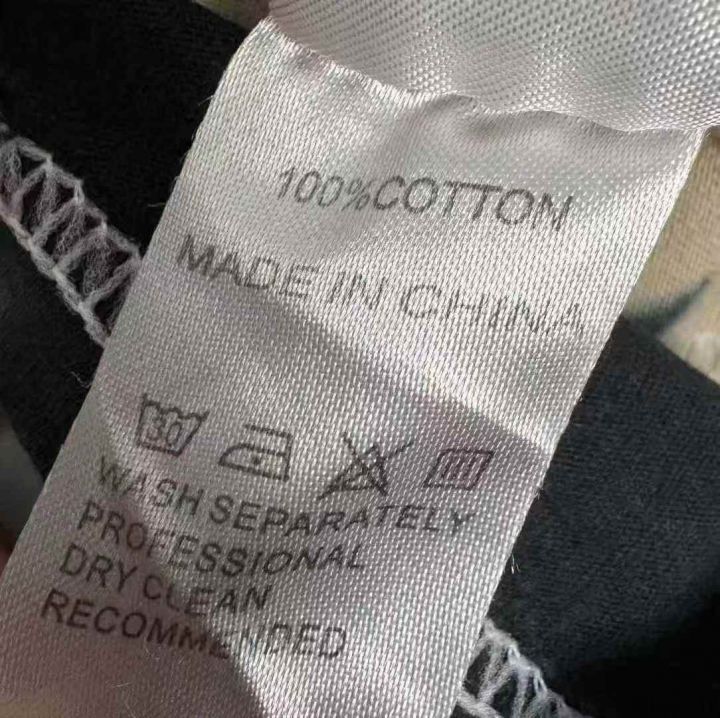 100%COTTON
MADE IN CHINA
30
WASH SEPARATELY
PROFESSIONAL
DRY CLEAN
RECOMMENDED